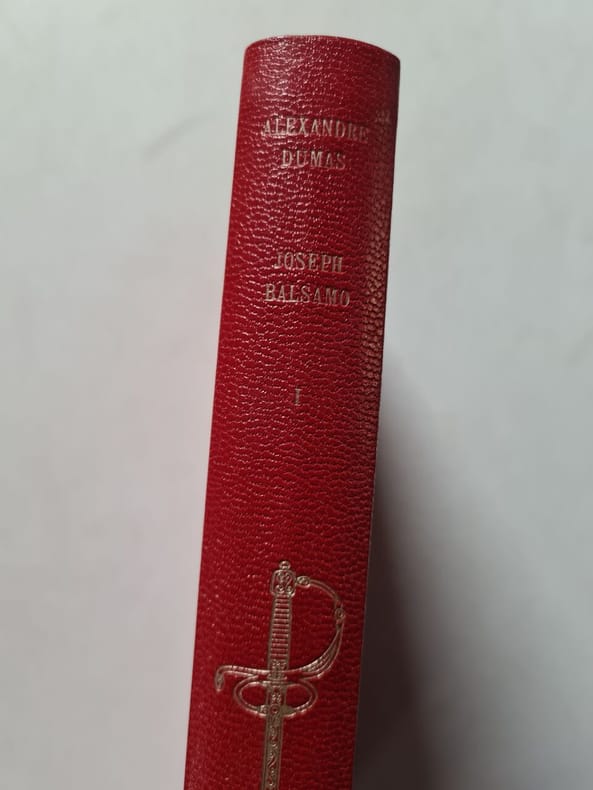 ALEXANDRE
DUMAS
JOSEPH
BALSAMO
I